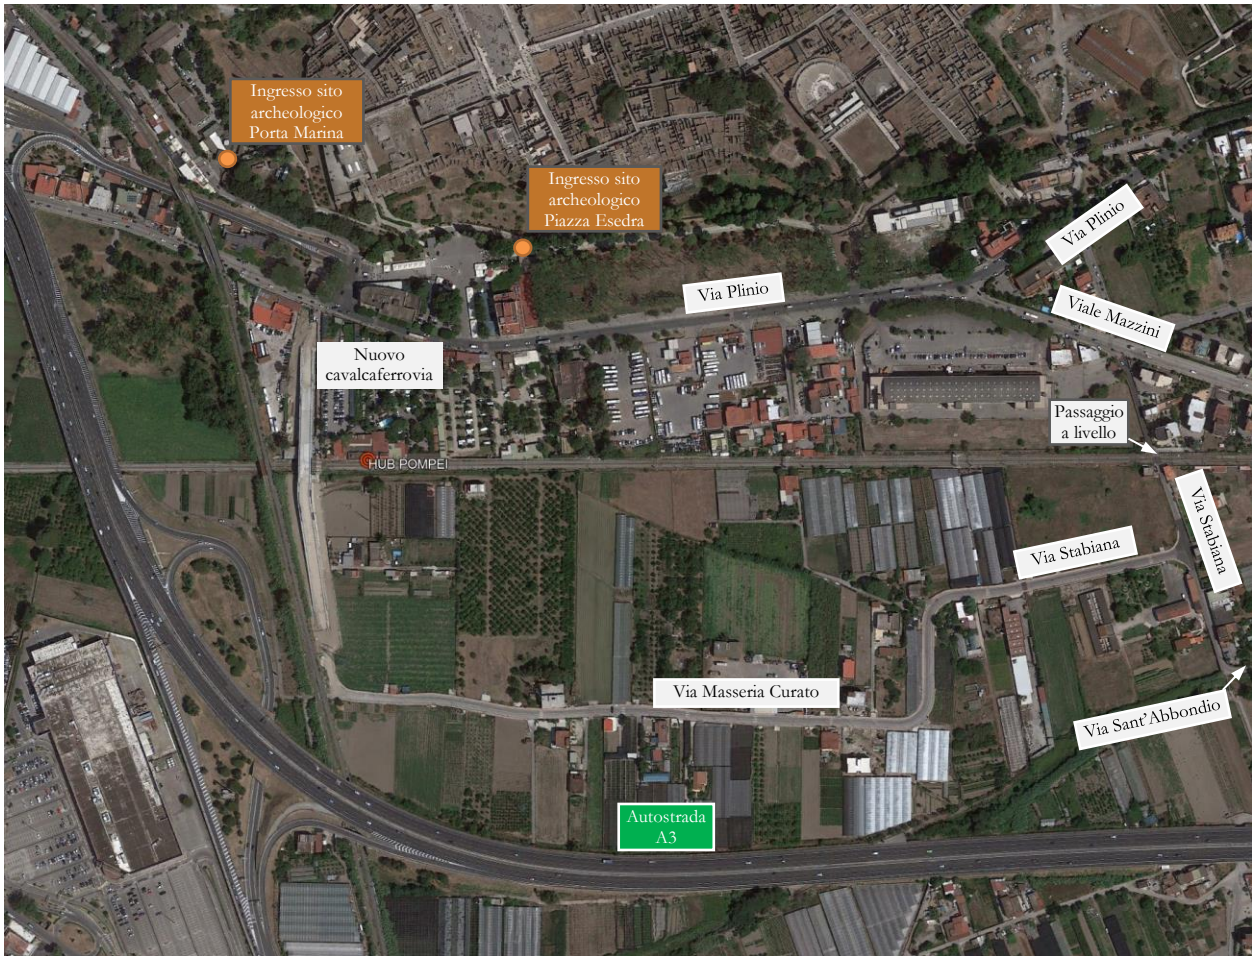 Ingresso sito
archeologico
Porta Marina
Ingresso sito
archeologico
Piazza Esedra
Via Plinio
Via Plinio
Viale Mazzini
Nuovo
cavalcaferrovia
Passaggio
a livello
HUB POMPEI
Via Stabiana
Via Stabiana
Via Masseria Curato
Via Sant'Abbondio
Autostrada
A3